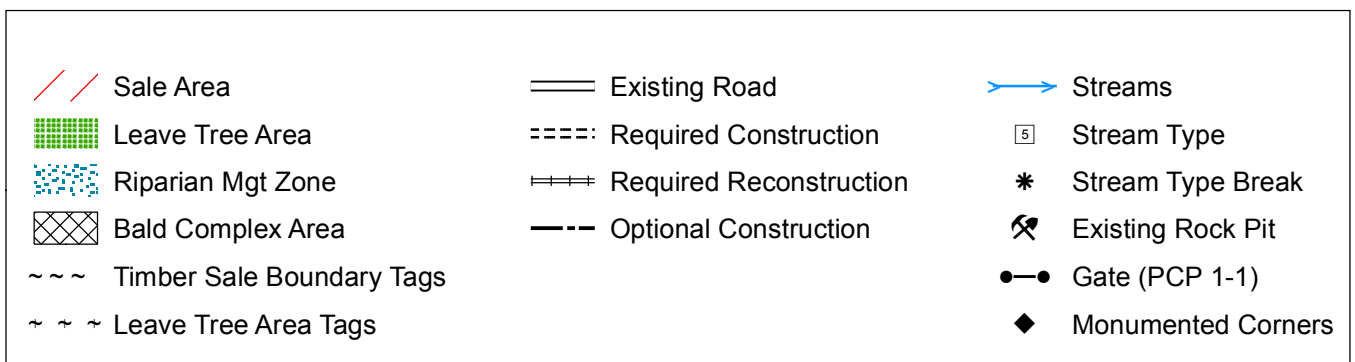 Sale Area
Leave Tree Area
Riparian Mgt Zone
Bald Complex Area
Timber Sale Boundary Tags
Leave Tree Area Tags
Existing Road
Required Construction
Required Reconstruction
Optional Construction
Streams
5 Stream Type
Stream Type Break
Existing Rock Pit
Gate (PCP 1-1)
Monumented Corners